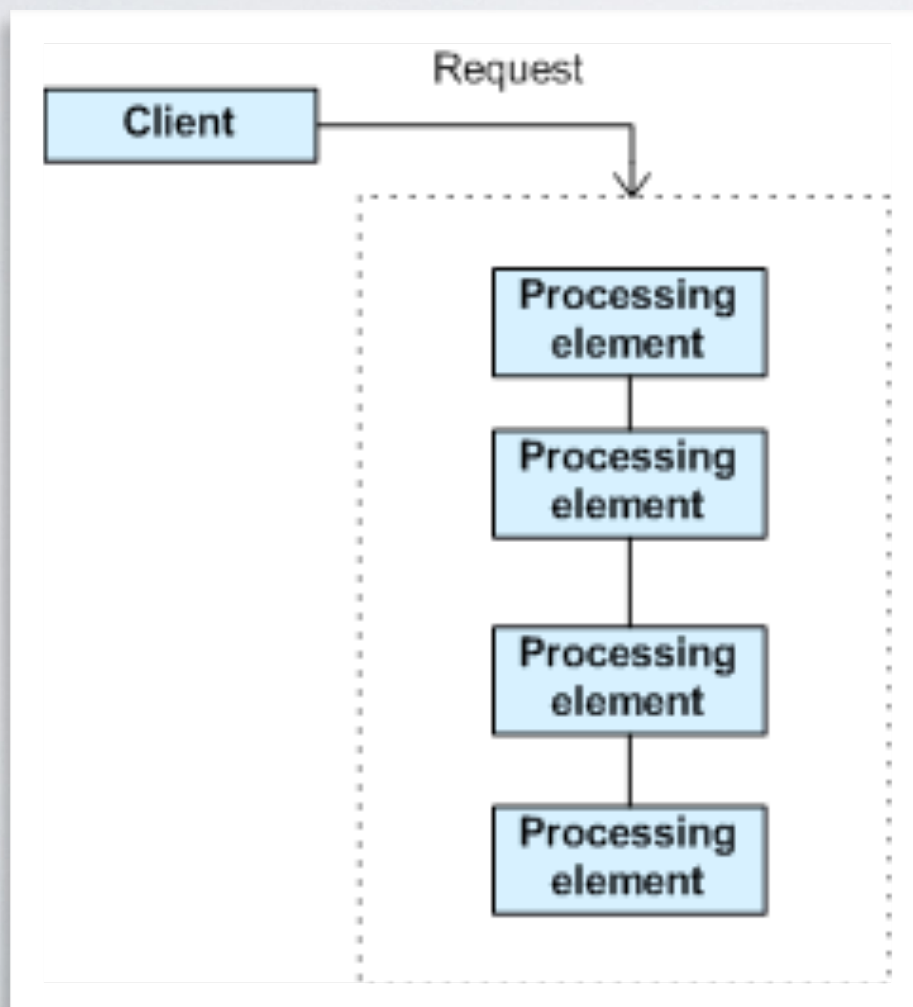 Request
Client
Processing
element
Processing
element
Processing
element
Processing
element